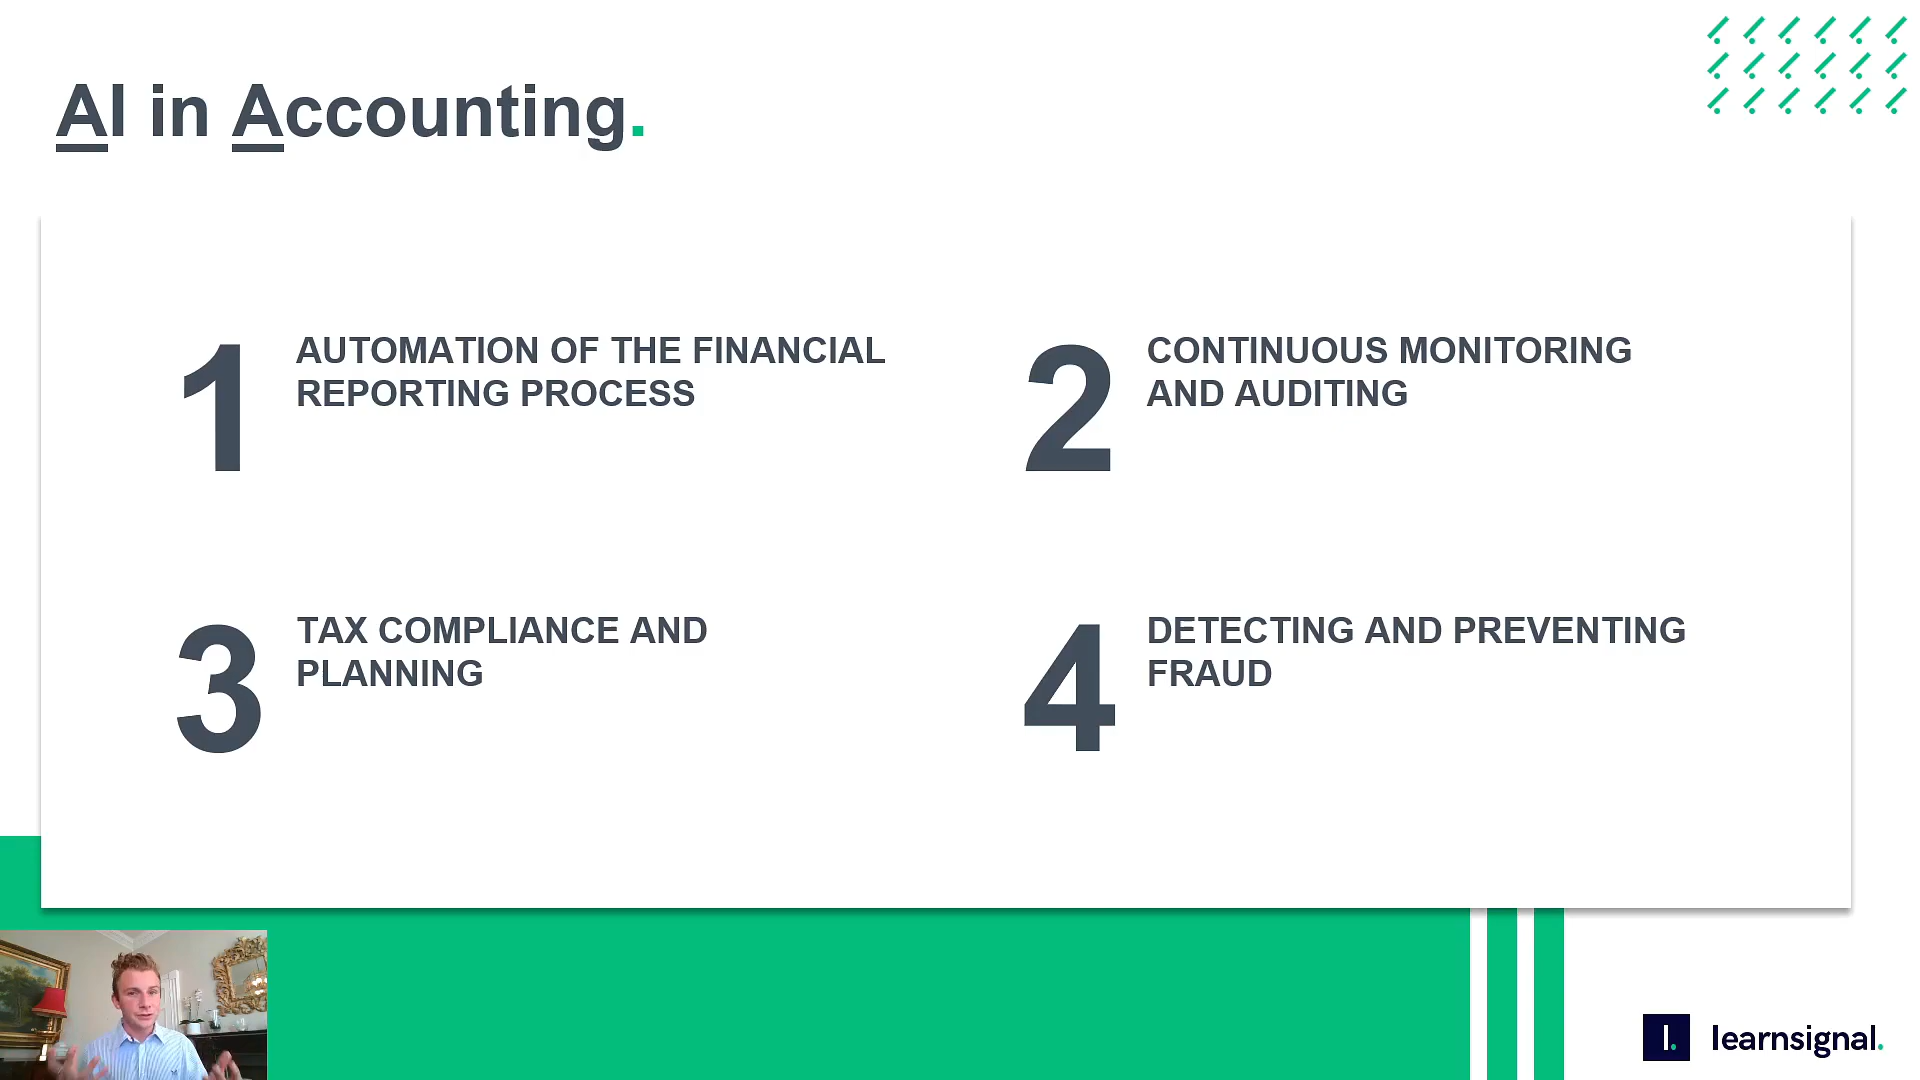 AI in Accounting.
1
AUTOMATION OF THE FINANCIAL
REPORTING PROCESS
2
CONTINUOUS MONITORING
AND AUDITING
3
TAX COMPLIANCE AND
PLANNING
4
DETECTING AND PREVENTING
FRAUD
l.
learnsignal.